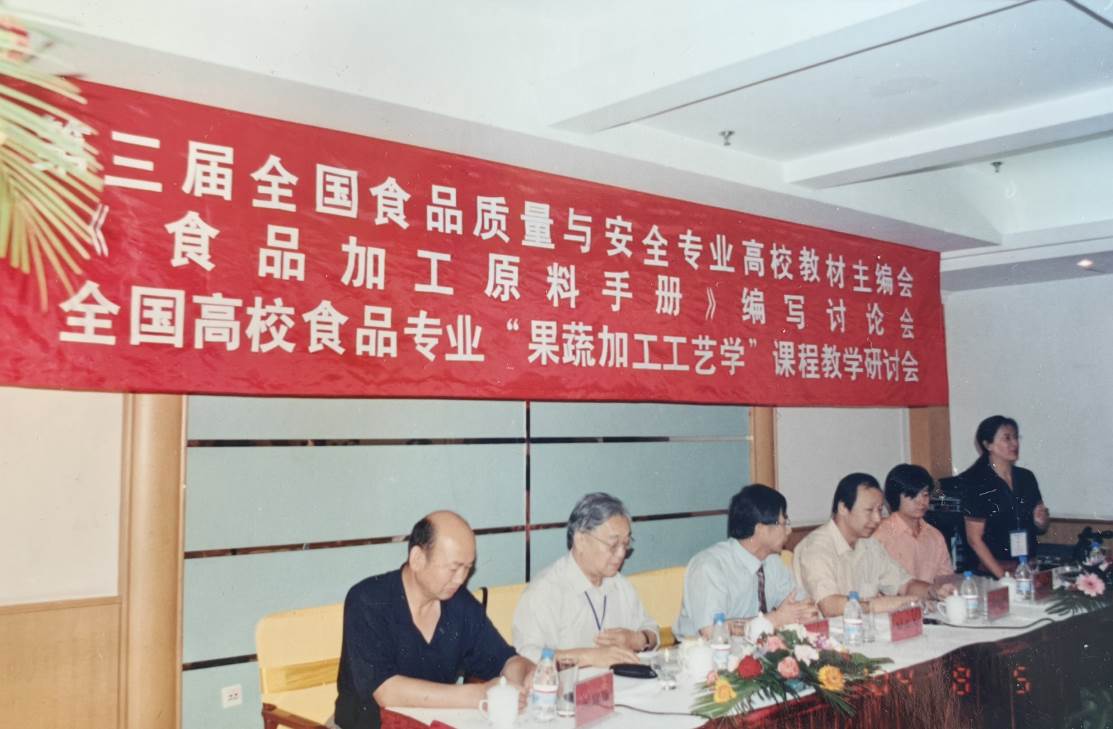 第三届全国食品质量与安全专业高校教材主编会
《食品加工原料手册》编写讨论会
全国高校食品专业“果蔬加工工艺学”课程教学研讨会